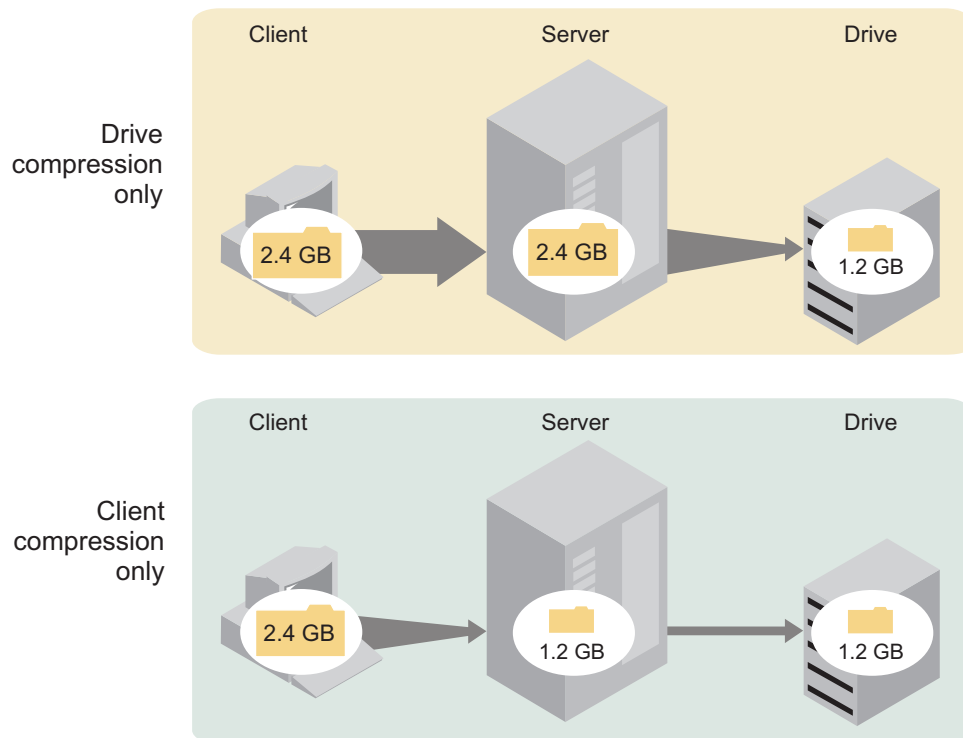 Client Server Drive
Drive
compression
only
2.4 GB 2.4 GB 1.2 GB
Client Server Drive
Client
compression
only
2.4 GB 1.2 GB 1.2 GB